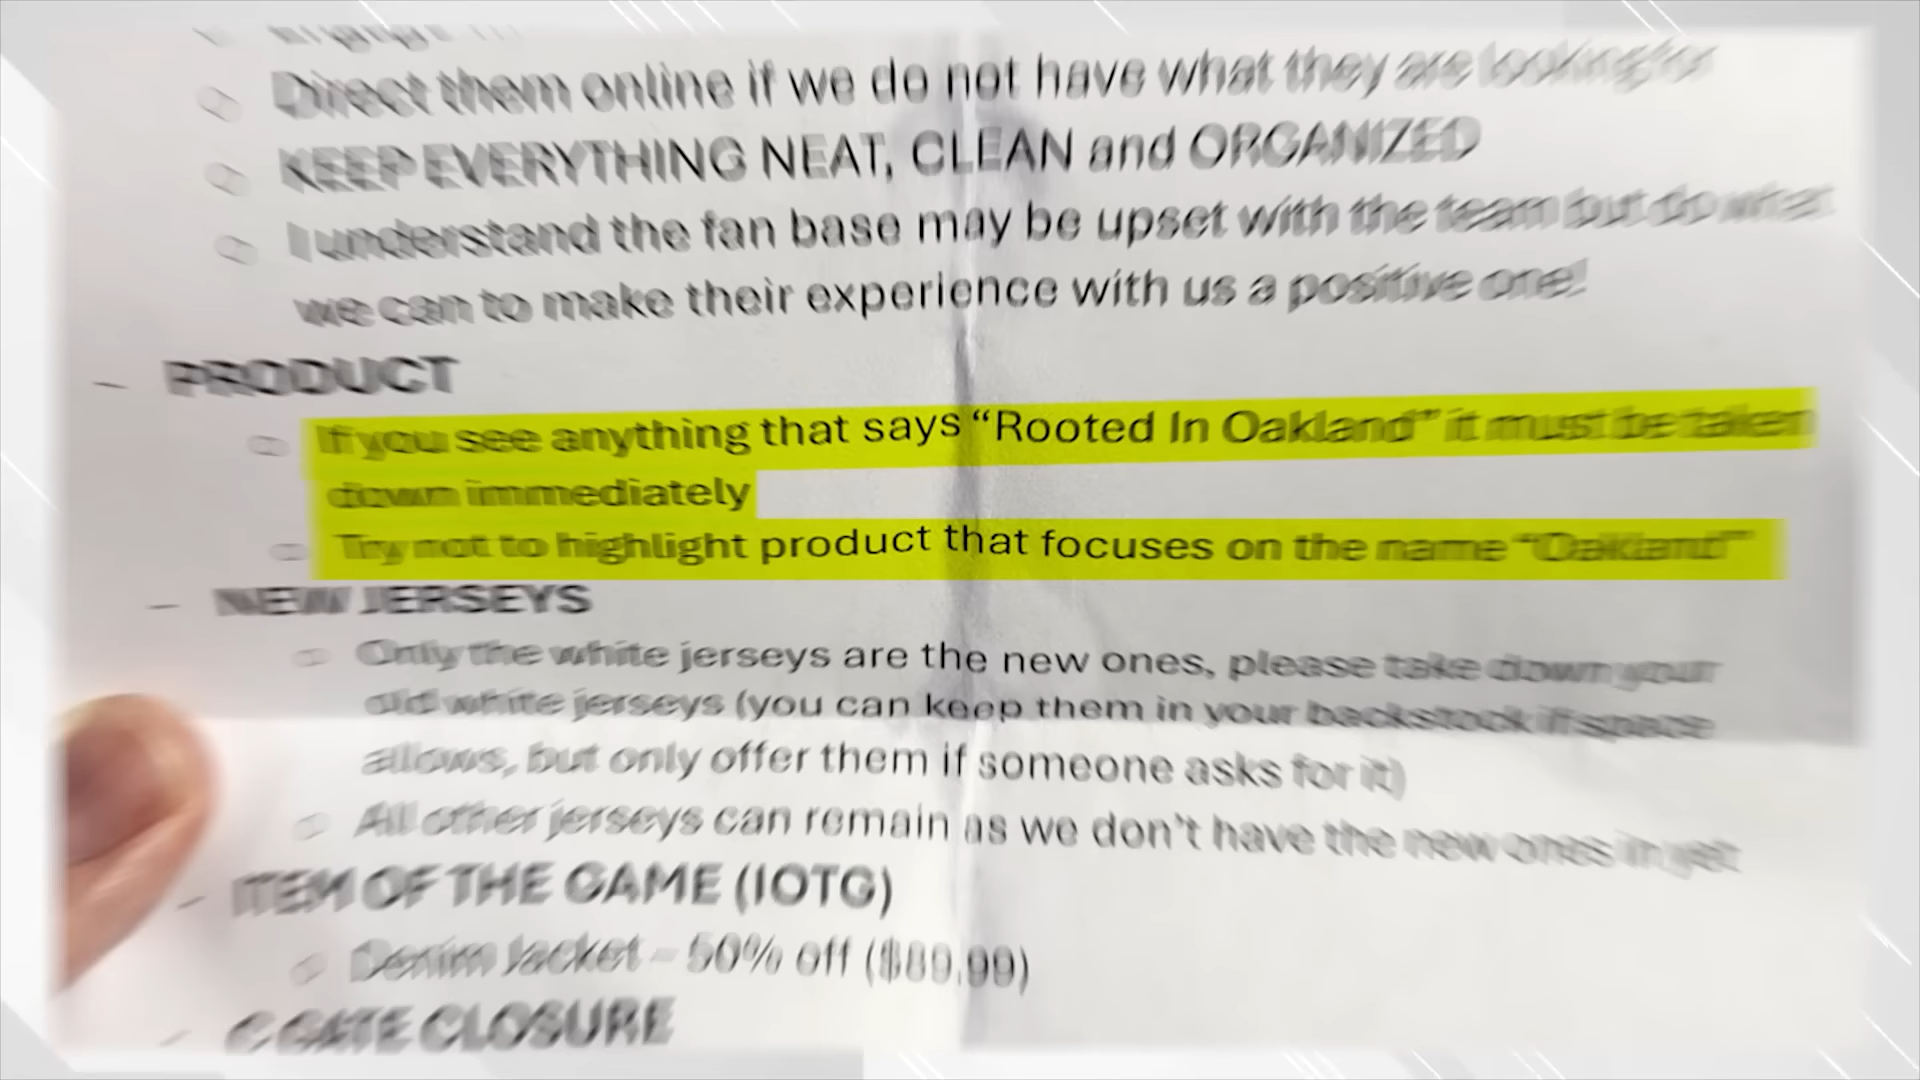 Direct them online if we do not have what they are looking for
KEEP EVERYTHING NEAT, CLEAN and ORGANIZED
I understand the fan base may be upset with the team but do what
we can to make their experience with us a positive one!
– PRODUCT
If you see anything that says “Rooted In Oakland” it must be taken
down immediately
Try not to highlight product that focuses on the name “Oakland”
– NEW JERSEYS
Only the white jerseys are the new ones, please take down your
old white jerseys (you can keep them in your backstock if space
allows, but only offer them if someone asks for it)
All other jerseys can remain as we don’t have the new ones in yet
- ITEM OF THE GAME (IOTG)
Denim Jacket – 50% off ($89.99)
- C GATE CLOSURE